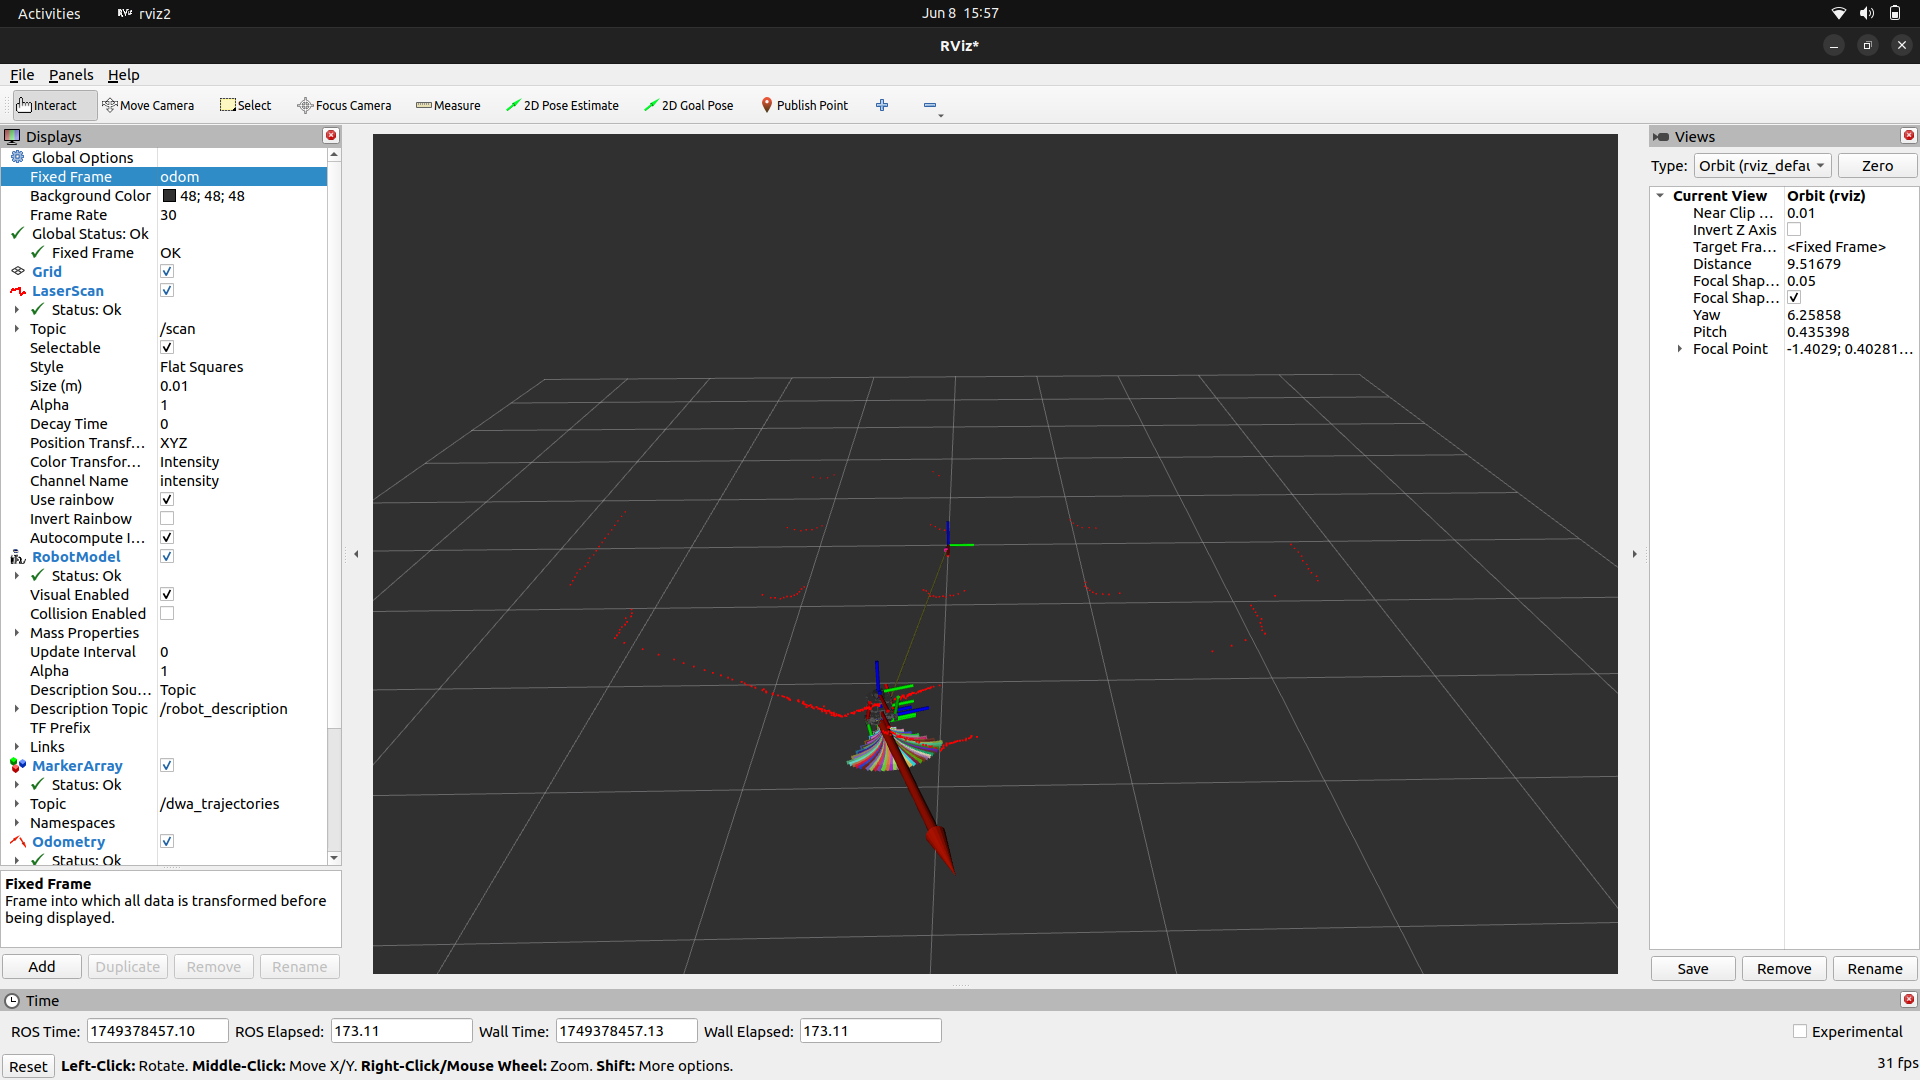 Activities
rviz2
Jun 8 15:57
RViz*
File Panels Help
Interact
Move Camera
Select
Focus Camera
Measure
2D Pose Estimate
2D Goal Pose
Publish Point
Displays
Global Options
Fixed Frame odom
Background Color 48; 48; 48
Frame Rate 30
Global Status: Ok
Fixed Frame OK
Grid
LaserScan
Status: Ok
Topic /scan
Selectable
Style Flat Squares
Size (m) 0.01
Alpha 1
Decay Time 0
Position Transf... XYZ
Color Transfor... Intensity
Channel Name intensity
Use rainbow
Invert Rainbow
Autocompute I...
RobotModel
Status: Ok
Visual Enabled
Collision Enabled
Mass Properties
Update Interval 0
Alpha 1
Description Sou... Topic
Description Topic /robot_description
TF Prefix
Links
MarkerArray
Status: Ok
Topic /dwa_trajectories
Namespaces
Odometry
Status: Ok
Fixed Frame
Frame into which all data is transformed before
being displayed.
Add Duplicate Remove Rename
Views
Type: Orbit (rviz_defau Zero
Current View Orbit (rviz)
Near Clip ... 0.01
Invert Z Axis
Target Fra... <Fixed Frame>
Distance 9.51679
Focal Shap... 0.05
Focal Shap...
Yaw 6.25858
Pitch 0.435398
Focal Point -1.4029; 0.40281...
Save Remove Rename
Time
ROS Time: 1749378457.10 ROS Elapsed: 173.11 Wall Time: 1749378457.13 Wall Elapsed: 173.11 Experimental
Reset Left-Click: Rotate. Middle-Click: Move X/Y. Right-Click/Mouse Wheel: Zoom. Shift: More options. 31 fps